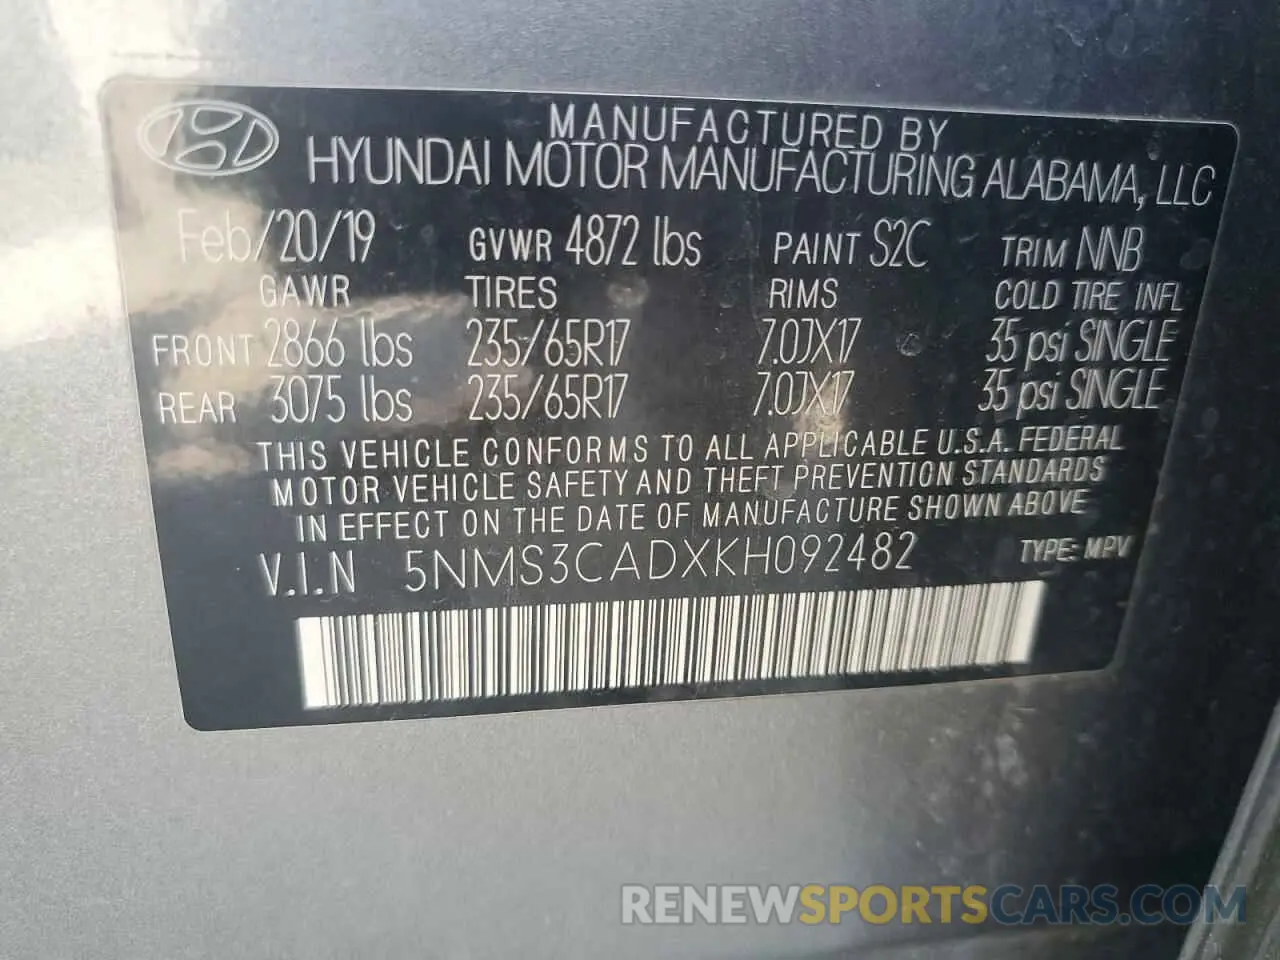 MANUFACTURED BY
HYUNDAI MOTOR MANUFACTURING ALABAMA, LLC
Feb/20/19 GVWR 4872 lbs PAINT S2C TRIM NNB
GAWR TIRES RIMS COLD TIRE INFL
FRONT 2866 lbs 235/65R17 7.0JX17 35 psi SINGLE
REAR 3075 lbs 235/65R17 7.0JX17 35 psi SINGLE
THIS VEHICLE CONFORMS TO ALL APPLICABLE U.S.A. FEDERAL
MOTOR VEHICLE SAFETY AND THEFT PREVENTION STANDARDS
IN EFFECT ON THE DATE OF MANUFACTURE SHOWN ABOVE
V.I.N 5NMS3CADXKH092482 TYPE: MPV
RENEWSPORTSCARS.COM